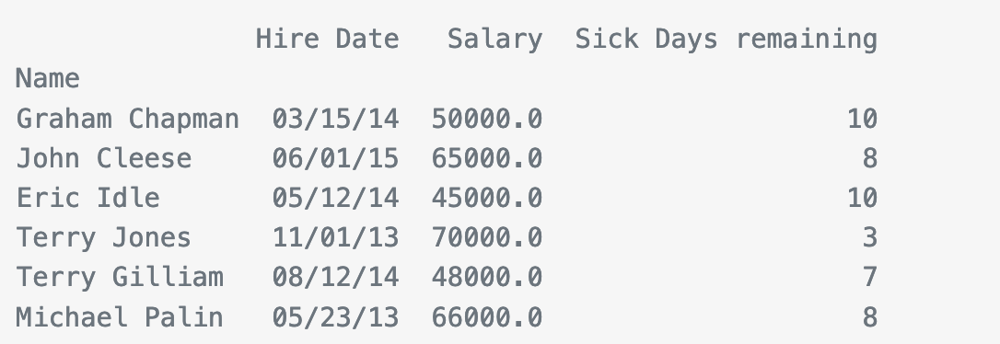 Hire Date Salary Sick Days remaining
Name
Graham Chapman 03/15/14 50000.0 10
John Cleese 06/01/15 65000.0 8
Eric Idle 05/12/14 45000.0 10
Terry Jones 11/01/13 70000.0 3
Terry Gilliam 08/12/14 48000.0 7
Michael Palin 05/23/13 66000.0 8